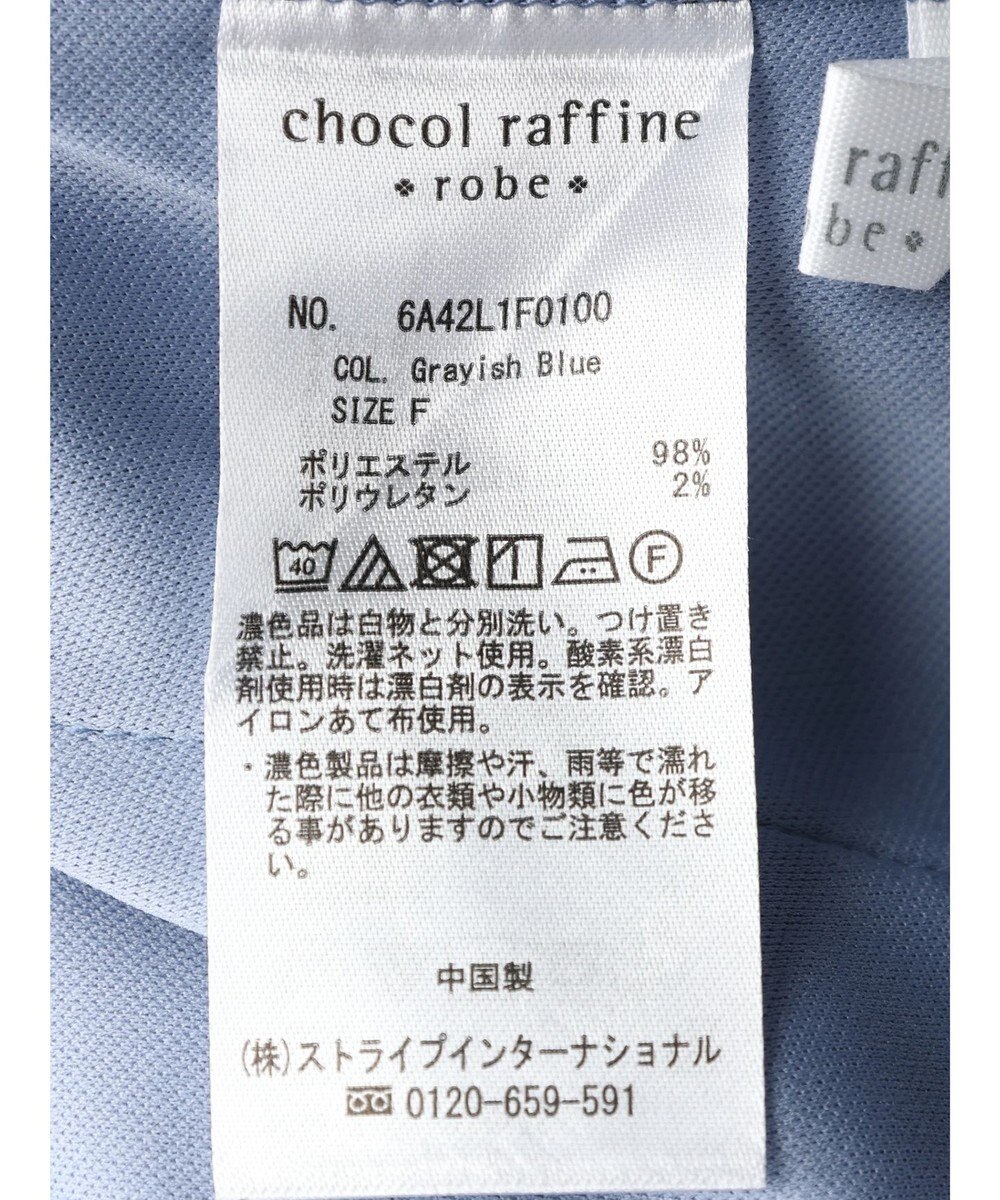 chocol raffine
robe
raff
be
NO. 6A42L1F0100
COL. Grayish Blue
SIZE F
ポリエステル 98%
ポリウレタン 2%
40 F
濃色品は白物と分別洗い。つけ置き
禁止。洗濯ネット使用。酸素系漂白
剤使用時は漂白剤の表示を確認。ア
イロンあて布使用。
・濃色製品は摩擦や汗、雨等で濡れ
た際に他の衣類や小物類に色が移
る事がありますのでご注意くださ
い。
中国製
(株)ストライプインターナショナル
0120-659-591